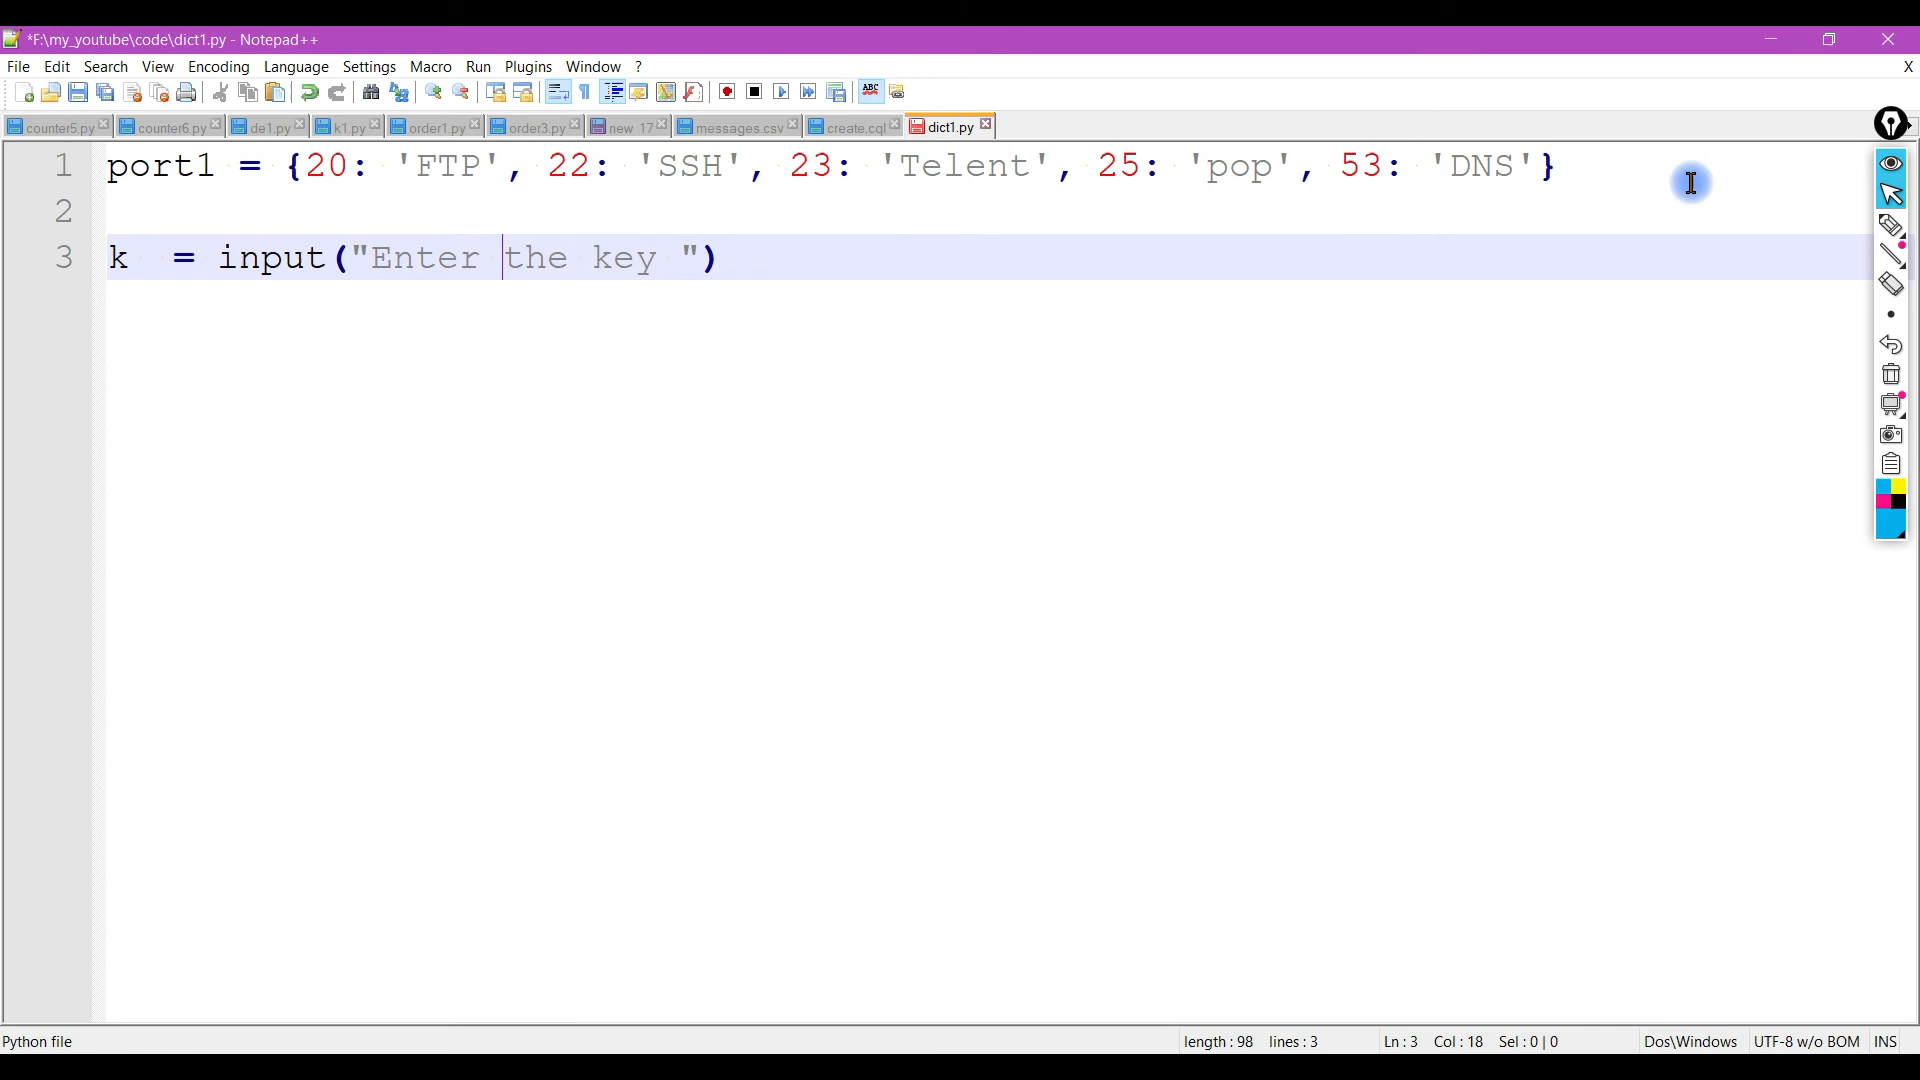 *F:\my_youtube\code\dict1.py - Notepad++
File Edit Search View Encoding Language Settings Macro Run Plugins Window ? X
ABC
counter5.py counter6.py de1.py k1.py order1.py order3.py new 17 messages.csv create.cql dict1.py
1 port1 = {20: 'FTP', 22: 'SSH', 23: 'Telent', 25: 'pop', 53: 'DNS'}
2
3 k  = input("Enter the key ")
Python file length : 98 lines : 3 Ln : 3 Col : 18 Sel : 0 | 0 Dos\Windows UTF-8 w/o BOM INS